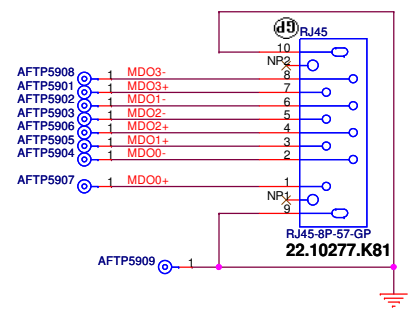 GP
RJ45
10
NP2
AFTP5908 1 MDO3- 8
AFTP5901 1 MDO3+ 7
AFTP5902 1 MDO1- 6
AFTP5903 1 MDO2- 5
AFTP5906 1 MDO2+ 4
AFTP5905 1 MDO1+ 3
AFTP5904 1 MDO0- 2
AFTP5907 1 MDO0+ 1
NP1
9
RJ45-8P-57-GP
22.10277.K81
AFTP5909 1